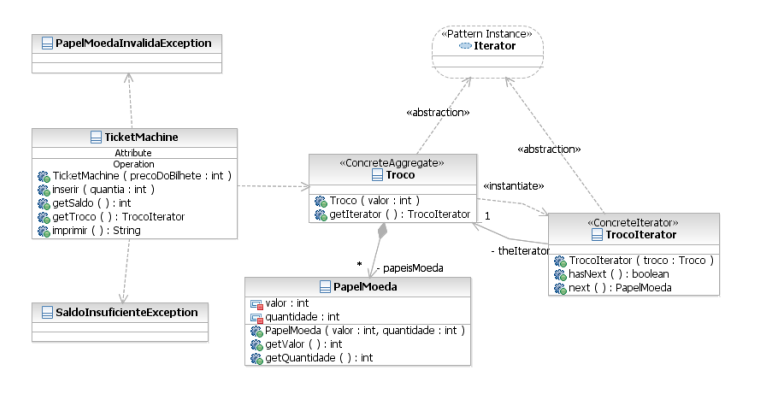 PapelMoedaInvalidaException
«Pattern Instance»
Iterator
«abstraction»
«abstraction»
TicketMachine
Attribute
Operation
TicketMachine ( precoDoBilhete : int )
inserir ( quantia : int )
getSaldo ( ) : int
getTroco ( ) : TrocoIterator
imprimir ( ) : String
«ConcreteAggregate»
Troco
Troco ( valor : int )
getIterator ( ) : TrocoIterator
«instantiate»
1
- theIterator
«ConcreteIterator»
TrocoIterator
TrocoIterator ( troco : Troco )
hasNext ( ) : boolean
next ( ) : PapelMoeda
*
- papeisMoeda
PapelMoeda
valor : int
quantidade : int
PapelMoeda ( valor : int, quantidade : int )
getValor ( ) : int
getQuantidade ( ) : int
SaldoInsuficienteException